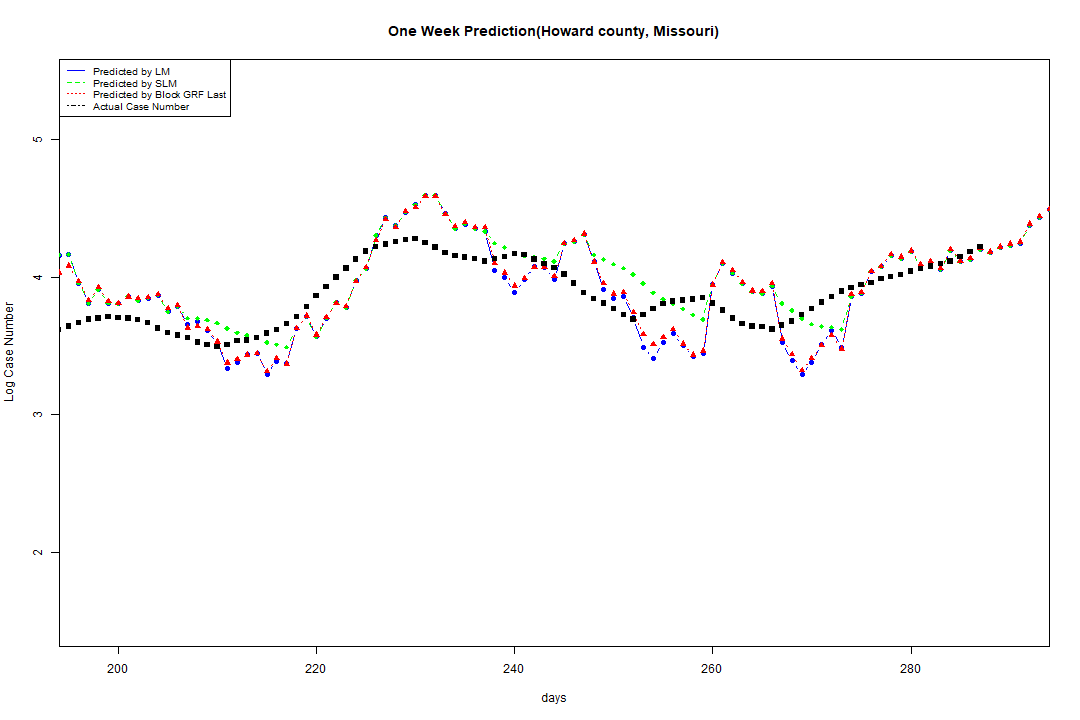 One Week Prediction(Howard county, Missouri)
Predicted by LM
Predicted by SLM
Predicted by Block GRF Last
Actual Case Number
5
4
3
2
Log Case Number
200 220 240 260 280
days